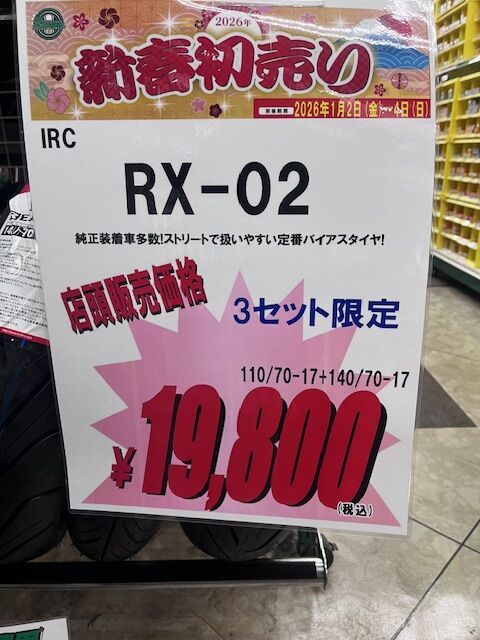 2026年
新春初売り
開催期間 2026年1月2日(金)~4日(日)
IRC
RX-02
純正装着車多数!ストリートで扱いやすい定番バイアスタイヤ!
店頭販売価格
3セット限定
110/70-17+140/70-17
¥19,800
(税込)